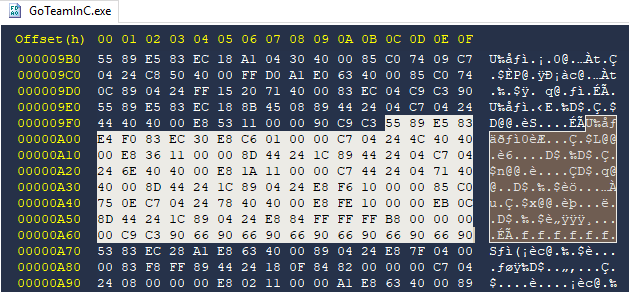 GoTeamInC.exe
Offset(h) 00 01 02 03 04 05 06 07 08 09 0A 0B 0C 0D 0E 0F
000009B0 55 89 E5 83 EC 18 A1 04 30 40 00 85 C0 74 09 C7 U‰åƒì.¡.0@.…Àt.Ç
000009C0 04 24 C8 50 40 00 FF D0 A1 E0 63 40 00 85 C0 74 .$ÈP@.ÿÐ¡àc@.…Àt
000009D0 0C 89 04 24 FF 15 20 71 40 00 83 EC 04 C9 C3 90 .‰.$ÿ. q@.ƒì.ÉÃ.
000009E0 55 89 E5 83 EC 18 8B 45 08 89 44 24 04 C7 04 24 U‰åƒì.‹E.‰D$.Ç.$
000009F0 44 40 40 00 E8 53 11 00 00 90 C9 C3 55 89 E5 83 D@@.èS....ÉÃU‰åƒ
00000A00 E4 F0 83 EC 30 E8 C6 01 00 00 C7 04 24 4C 40 40 äðƒì0èÆ...Ç.$L@@
00000A10 00 E8 36 11 00 00 8D 44 24 1C 89 44 24 04 C7 04 .è6....D$.‰D$.Ç.
00000A20 24 6E 40 40 00 E8 1A 11 00 00 C7 44 24 04 71 40 $n@@.è....ÇD$.q@
00000A30 40 00 8D 44 24 1C 89 04 24 E8 F6 10 00 00 85 C0 @..D$.‰.$èö...…À
00000A40 75 0E C7 04 24 78 40 40 00 E8 FE 10 00 00 EB 0C u.Ç.$x@@.èþ...ë.
00000A50 8D 44 24 1C 89 04 24 E8 84 FF FF FF B8 00 00 00 .D$.‰.$è„ÿÿÿ¸...
00000A60 00 C9 C3 90 66 90 66 90 66 90 66 90 66 90 66 90 .ÉÃ.f.f.f.f.f.f.
00000A70 53 83 EC 28 A1 E8 63 40 00 89 04 24 E8 7F 04 00 Sƒì(¡èc@.‰.$è...
00000A80 00 83 F8 FF 89 44 24 18 0F 84 82 00 00 00 C7 04 .ƒøÿ‰D$..„‚...Ç.
00000A90 24 08 00 00 00 E8 02 11 00 00 A1 E8 63 40 00 89 $....è....¡èc@.‰